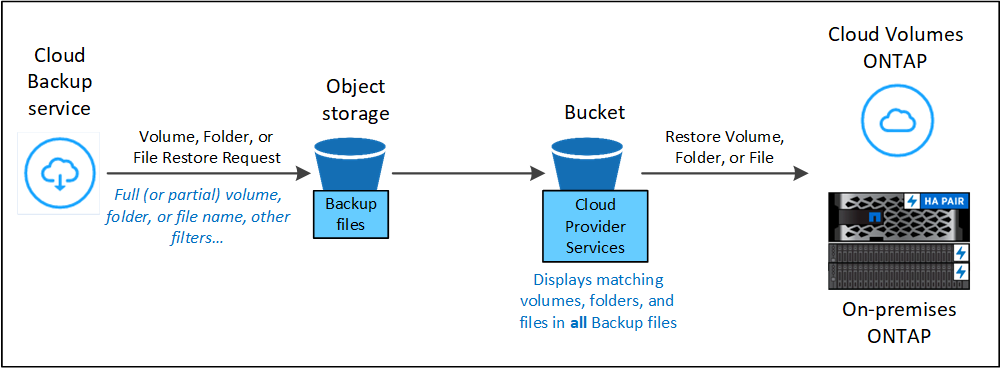 Cloud
Backup
service
Volume, Folder, or
File Restore Request
Full (or partial) volume,
folder, or file name, other
filters...
Object
storage
Backup
files
Bucket
Cloud
Provider
Services
Displays matching
volumes, folders, and
files in all Backup files
Restore Volume,
Folder, or File
Cloud Volumes
ONTAP
HA PAIR
On-premises
ONTAP